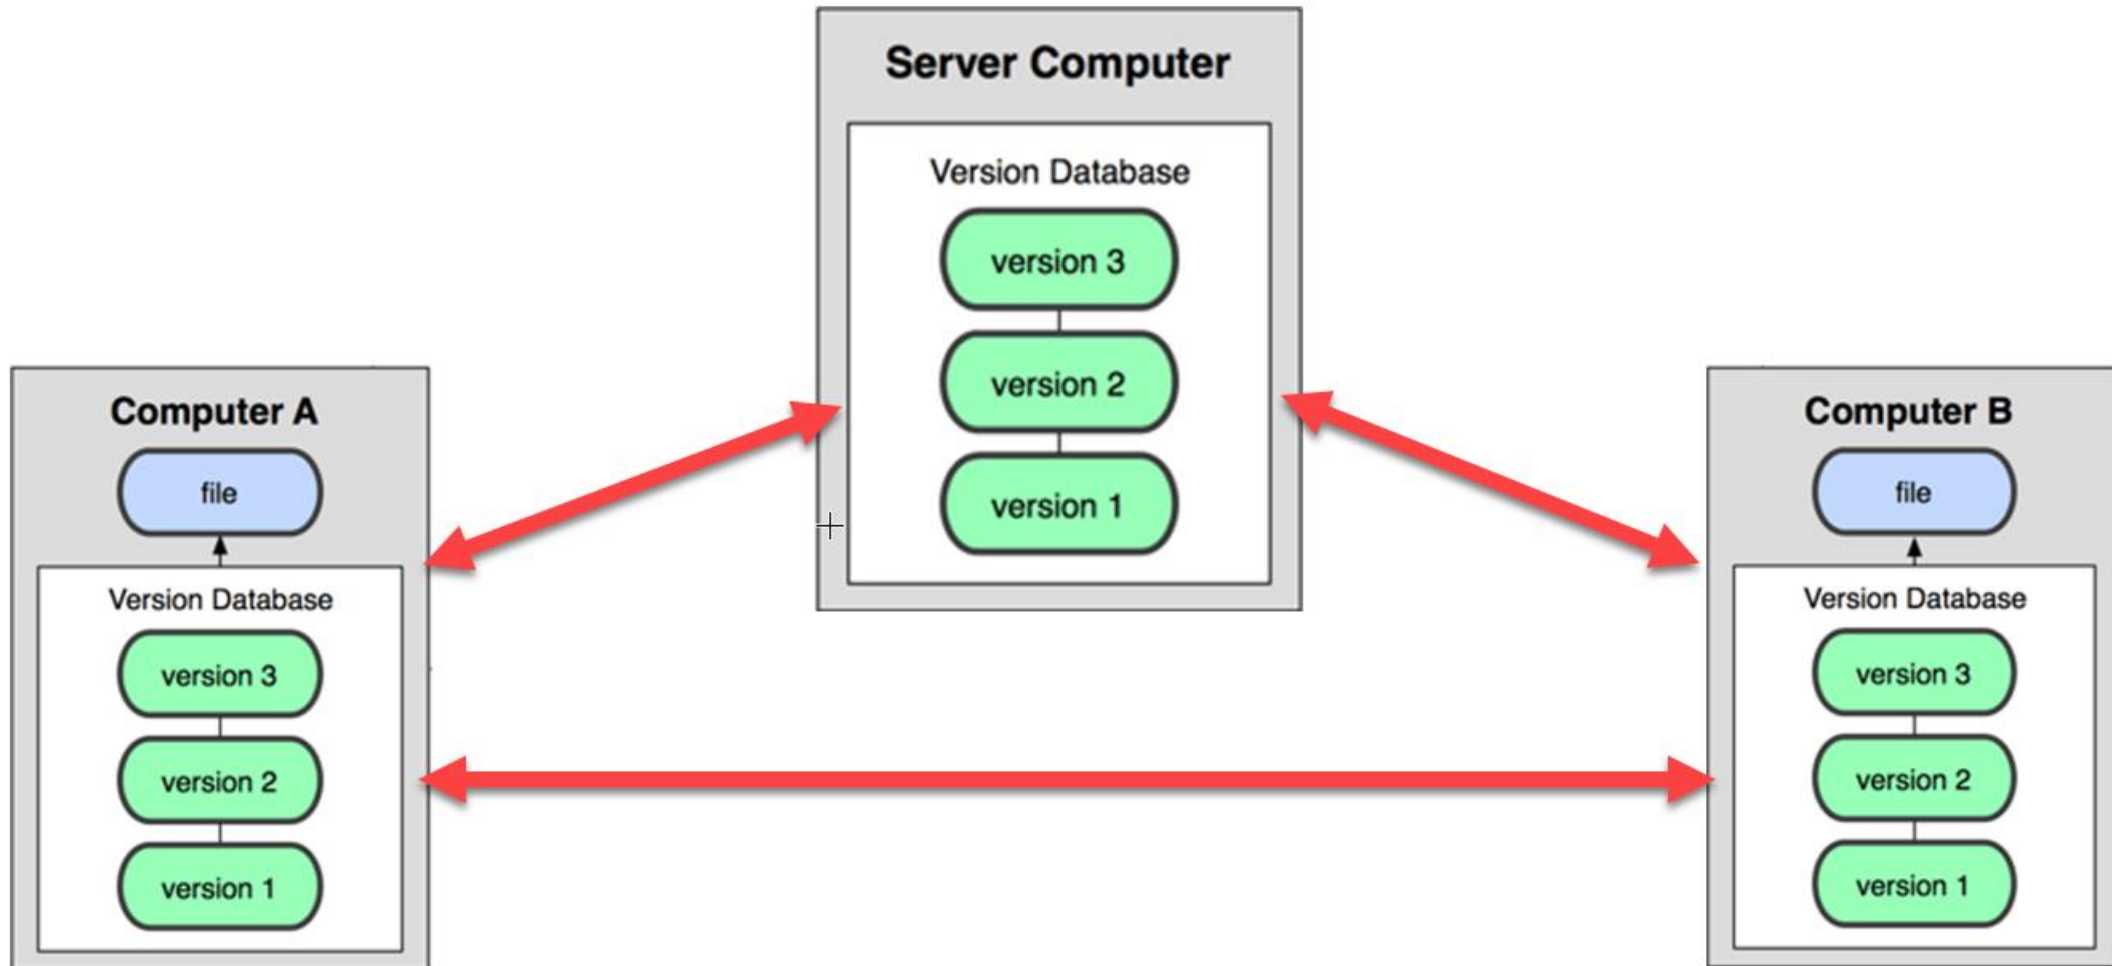 Server Computer
Version Database
version 3
version 2
version 1
Computer A
file
Version Database
version 3
version 2
version 1
Computer B
file
Version Database
version 3
version 2
version 1